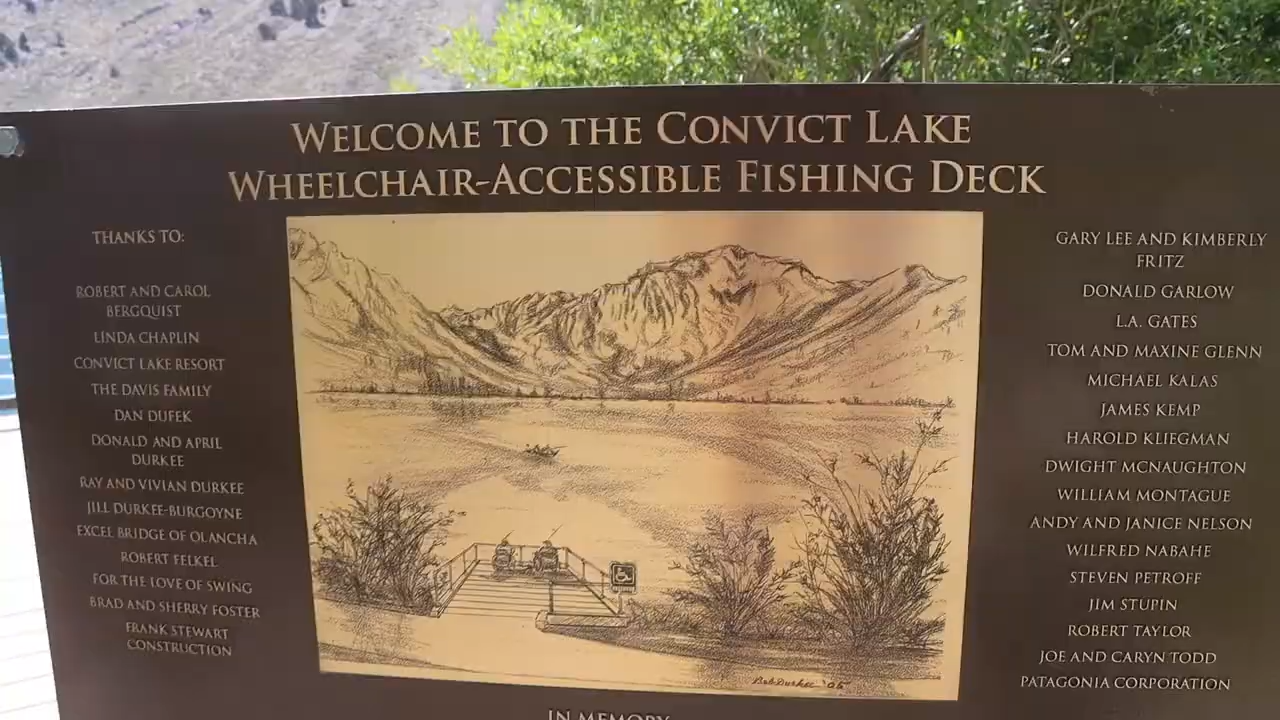 WELCOME TO THE CONVICT LAKE
WHEELCHAIR-ACCESSIBLE FISHING DECK
THANKS TO:
ROBERT AND CAROL
BERGQUIST
LINDA CHAPLIN
CONVICT LAKE RESORT
THE DAVIS FAMILY
DAN DUFEK
DONALD AND APRIL
DURKEE
RAY AND VIVIAN DURKEE
JILL DURKEE-BURGOYNE
EXCEL BRIDGE OF OLANCHA
ROBERT FELKEL
FOR THE LOVE OF SWING
BRAD AND SHERRY FOSTER
FRANK STEWART
CONSTRUCTION
GARY LEE AND KIMBERLY
FRITZ
DONALD GARLOW
L.A. GATES
TOM AND MAXINE GLENN
MICHAEL KALAS
JAMES KEMP
HAROLD KLIEGMAN
DWIGHT MCNAUGHTON
WILLIAM MONTAGUE
ANDY AND JANICE NELSON
WILFRED NABAHE
STEVEN PETROFF
JIM STUPIN
ROBERT TAYLOR
JOE AND CARYN TODD
PATAGONIA CORPORATION
Bob Durkee '05
IN MEMORY